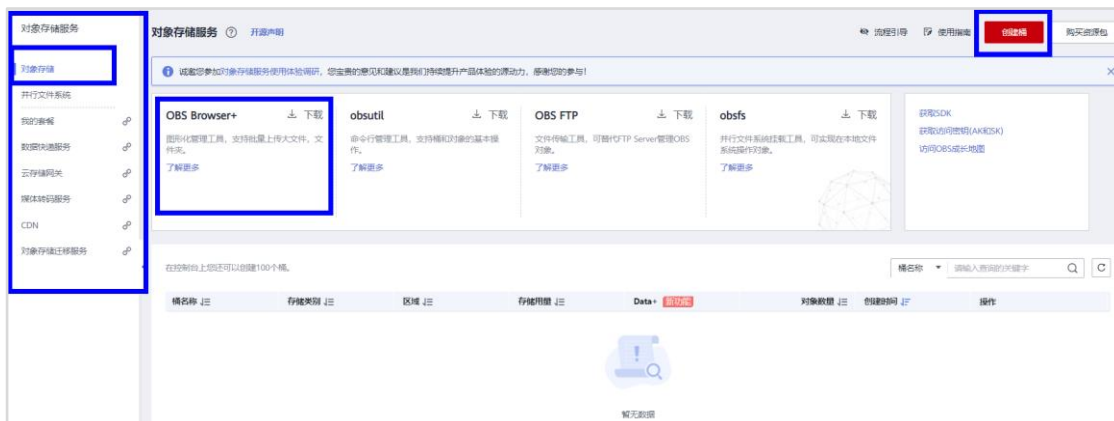 对象存储服务
对象存储
并行文件系统
我的套餐
数据快递服务
云存储网关
媒体转码服务
CDN
对象存储迁移服务
对象存储服务 ? 开源声明
流程引导 使用指南 创建桶 购买资源包
诚邀您参加对象存储服务使用体验调研，您宝贵的意见和建议是我们持续提升产品体验的源动力，感谢您的参与！
OBS Browser+ 下载
图形化管理工具，支持批量上传大文件，文
件夹。
了解更多
obsutil 下载
命令行管理工具，支持桶和对象的基本操
作。
了解更多
OBS FTP 下载
文件传输工具，可替代FTP Server管理OBS
对象。
了解更多
obsfs 下载
并行文件系统挂载工具，可实现在本地文件
系统操作对象。
了解更多
获取SDK
获取访问密钥(AK和SK)
访问OBS成长地图
在控制台上您还可以创建100个桶。
桶名称 请输入查询的关键字
桶名称 存储类别 区域 存储用量 Data+ 新功能 对象数量 创建时间 操作
暂无数据